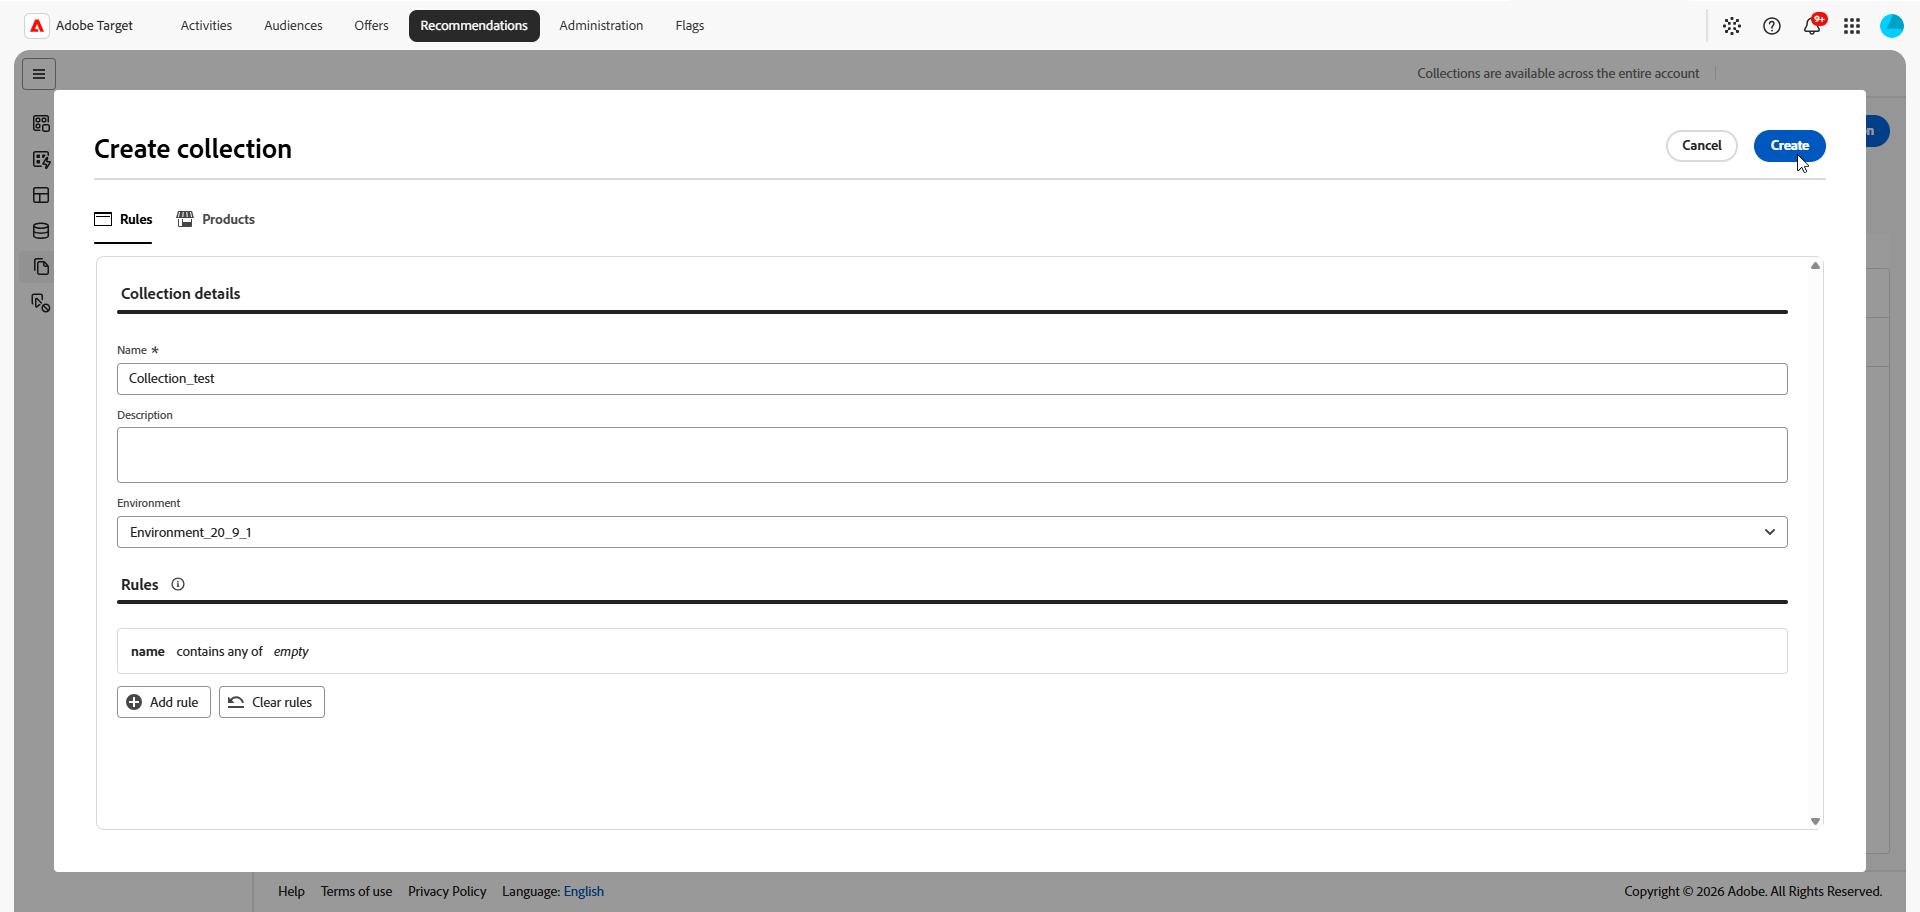 Adobe Target
Activities
Audiences
Offers
Recommendations
Administration
Flags
9+
Collections are available across the entire account
Create collection
Cancel
Create
Rules
Products
Collection details
Name *
Collection_test
Description
Environment
Environment_20_9_1
Rules
name contains any of empty
Add rule
Clear rules
Help
Terms of use
Privacy Policy
Language: English
Copyright © 2026 Adobe. All Rights Reserved.